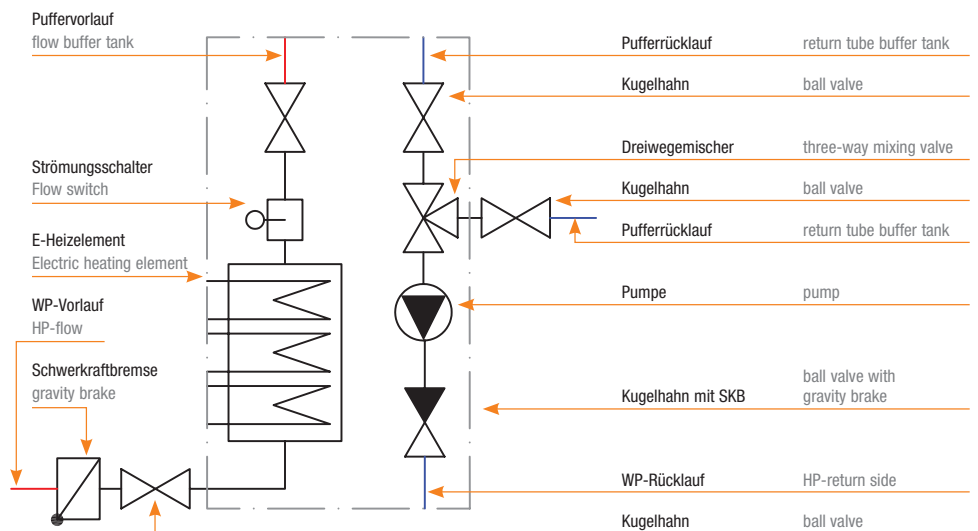 Puffervorlauf
flow buffer tank
Strömungsschalter
Flow switch
E-Heizelement
Electric heating element
WP-Vorlauf
HP-flow
Schwerkraftbremse
gravity brake
Pufferrücklauf return tube buffer tank
Kugelhahn ball valve
Dreiwegemischer three-way mixing valve
Kugelhahn ball valve
Pufferrücklauf return tube buffer tank
Pumpe pump
ball valve with
Kugelhahn mit SKB gravity brake
WP-Rücklauf HP-return side
Kugelhahn ball valve